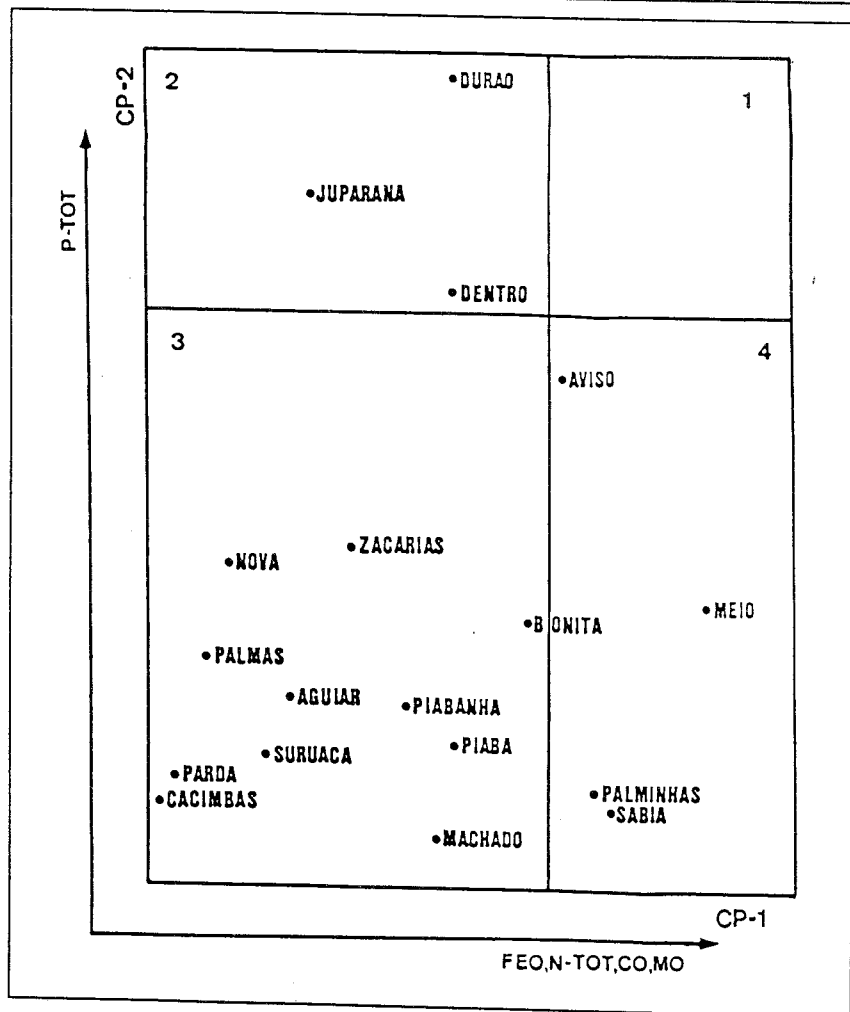 CP-2
P-TOT
2
1
DURAO
JUPARANA
DENTRO
3
4
AVISO
ZACARIAS
NOVA
MEIO
BONITA
PALMAS
AGUIAR
PIABANHA
PIABA
SURUACA
PARDA
PALMINHAS
CACIMBAS
SABIA
MACHADO
CP-1
FEO,N-TOT,CO,MO